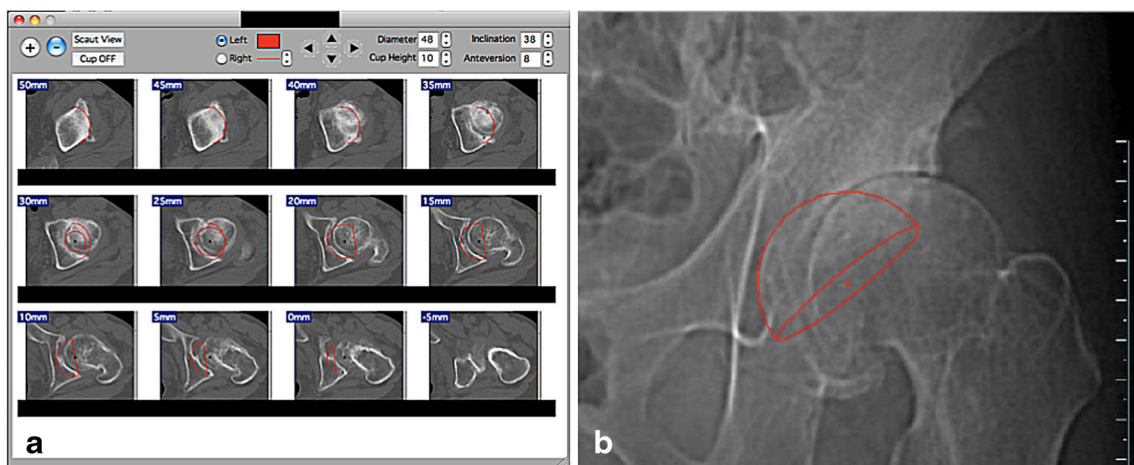 Scaut View
Cup OFF
Left
Right
Diameter 48
Cup Height 10
Inclination 38
Anteversion 8
50mm 45mm 40mm 35mm
30mm 25mm 20mm 15mm
10mm 5mm 0mm -5mm
a
b